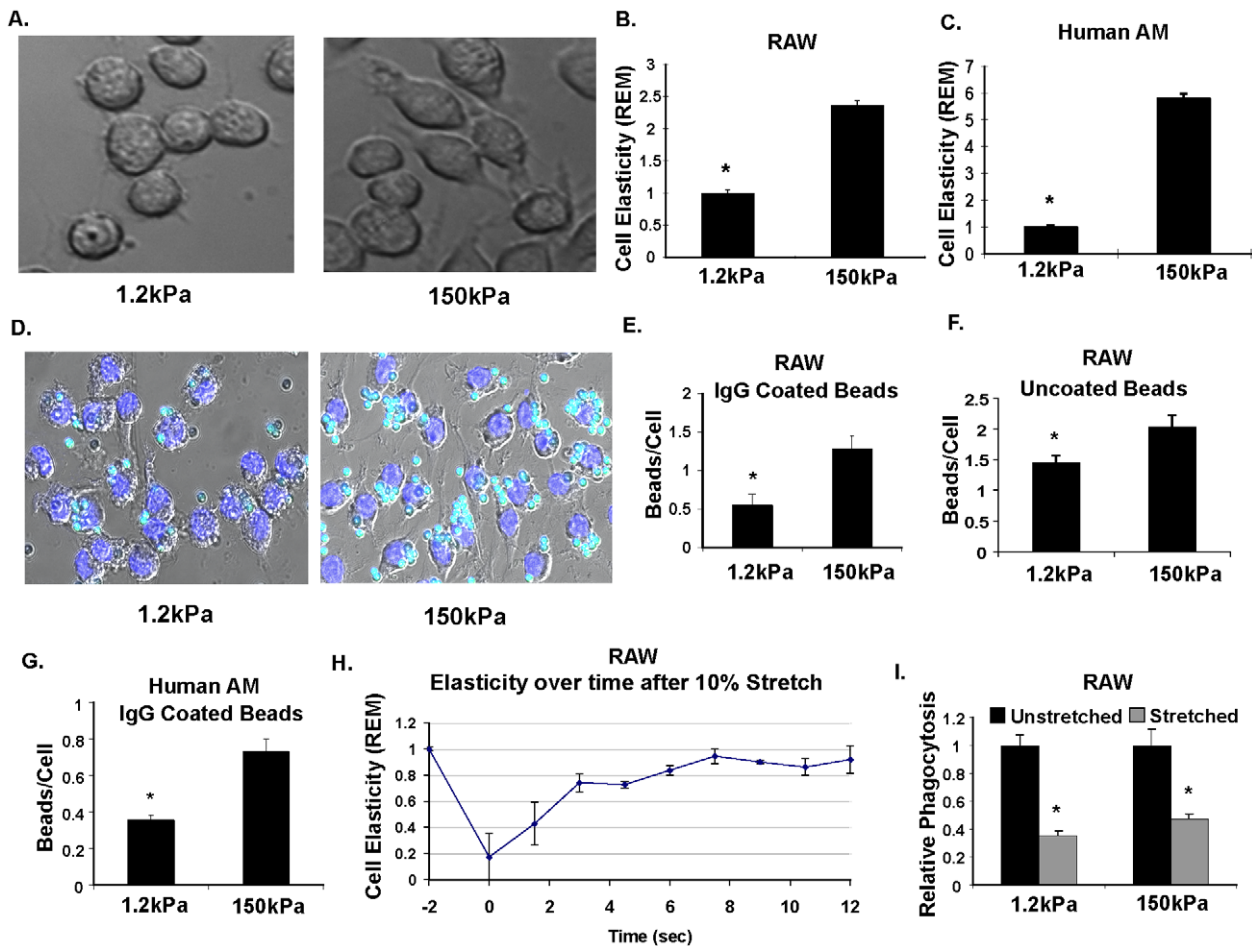 A.
1.2kPa
150kPa
B.
RAW
Cell Elasticity (REM)
3
2.5
2
1.5
1
0.5
0
*
1.2kPa
150kPa
C.
Human AM
Cell Elasticity (REM)
7
6
5
4
3
2
1
0
*
1.2kPa
150kPa
D.
1.2kPa
150kPa
E.
RAW
IgG Coated Beads
Beads/Cell
2
1.5
1
0.5
0
*
1.2kPa
150kPa
F.
RAW
Uncoated Beads
Beads/Cell
2.5
2
1.5
1
0.5
0
*
1.2kPa
150kPa
G.
Human AM
IgG Coated Beads
Beads/Cell
0.8
0.6
0.4
0.2
0
*
1.2kPa
150kPa
H.
RAW
Elasticity over time after 10% Stretch
Cell Elasticity (REM)
1.2
1
0.8
0.6
0.4
0.2
0
-2 0 2 4 6 8 10 12
Time (sec)
I.
RAW
Unstretched Stretched
Relative Phagocytosis
1.2
1
0.8
0.6
0.4
0.2
0
*
*
1.2kPa
150kPa